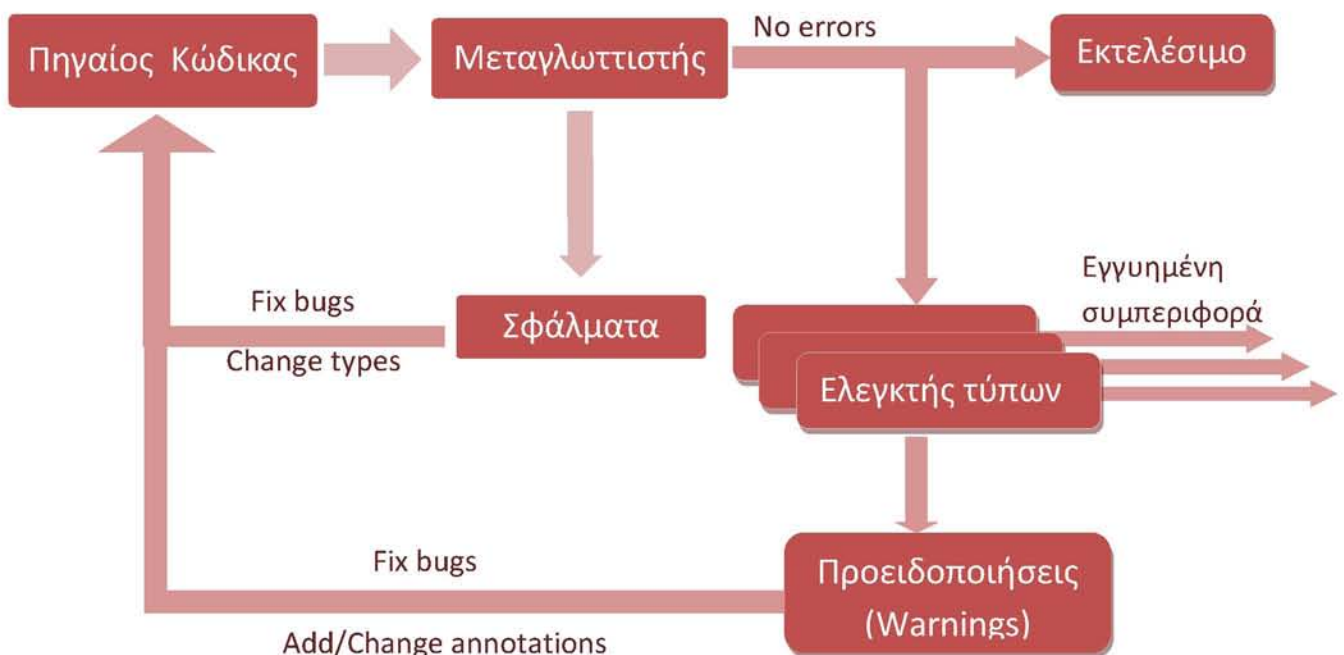 Πηγαίος Κώδικας
Μεταγλωττιστής
No errors
Εκτελέσιμο
Fix bugs
Change types
Σφάλματα
Εγγυημένη
συμπεριφορά
Ελεγκτής τύπων
Fix bugs
Add/Change annotations
Προειδοποιήσεις
(Warnings)